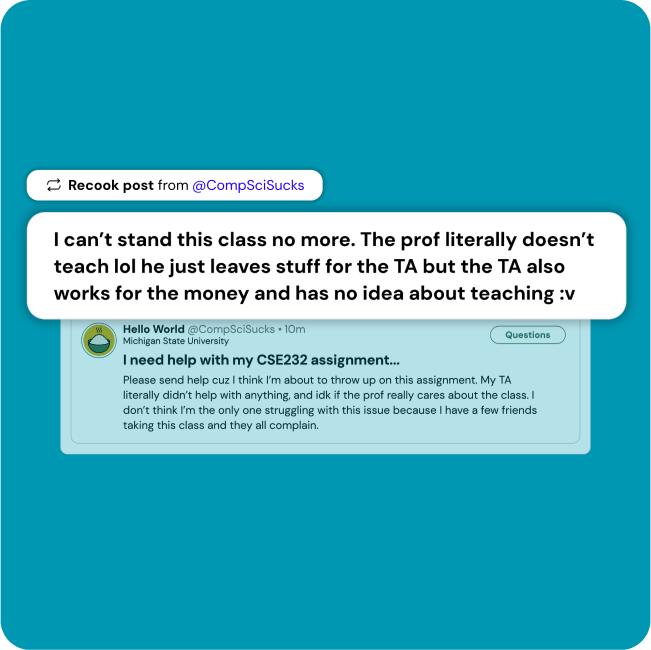 Recook post from @CompSciSucks
I can’t stand this class no more. The prof literally doesn’t
teach lol he just leaves stuff for the TA but the TA also
works for the money and has no idea about teaching :v
Hello World @CompSciSucks • 10m
Michigan State University
Questions
I need help with my CSE232 assignment...
Please send help cuz I think I’m about to throw up on this assignment. My TA
literally didn’t help with anything, and idk if the prof really cares about the class. I
don’t think I’m the only one struggling with this issue because I have a few friends
taking this class and they all complain.